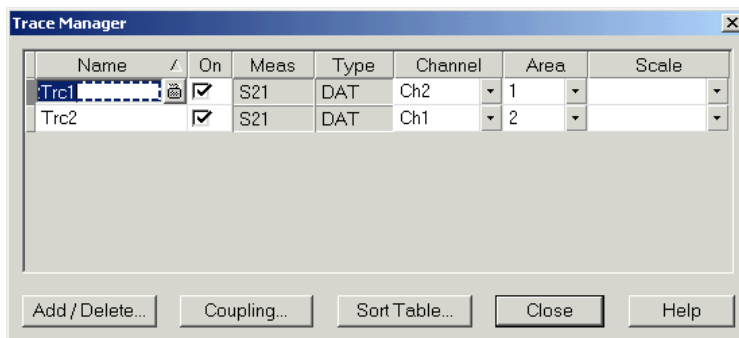 Trace Manager
Name On Meas Type Channel Area Scale
Trc1 S21 DAT Ch2 1
Trc2 S21 DAT Ch1 2
Add / Delete... Coupling... Sort Table... Close Help